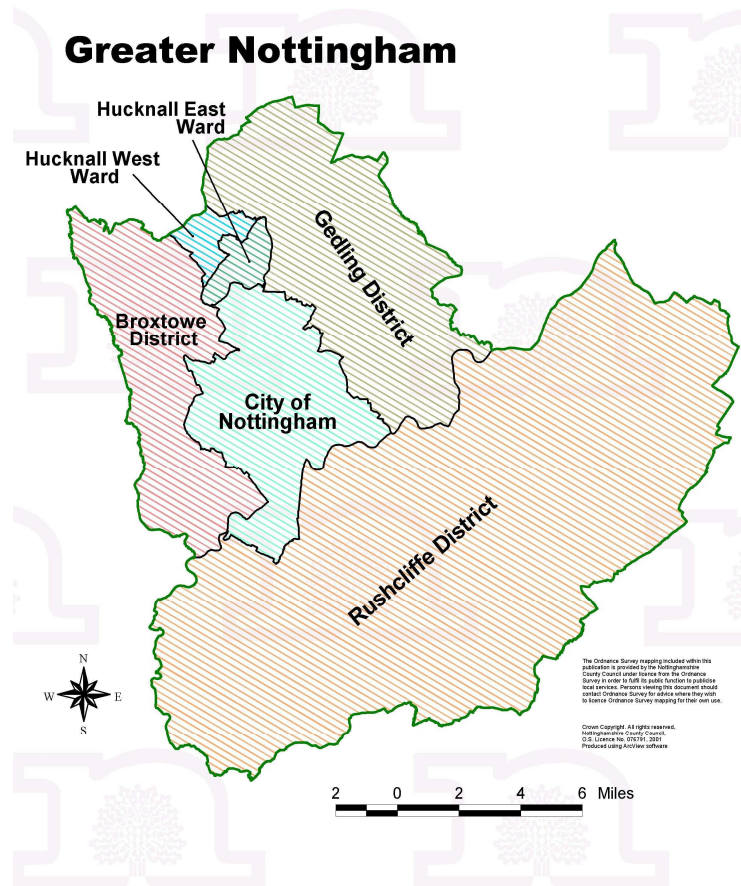 Greater Nottingham
Hucknall East
Ward
Hucknall West
Ward
Gedling District
Broxtowe
District
City of
Nottingham
Rushcliffe District
N
W E
S
The Ordnance Survey mapping included within this
publication is provided by the Nottinghamshire
County Council under licence from the Ordnance
Survey in order to fulfil its public function to publicise
local services. Persons viewing this document should
contact Ordnance Survey for advice where they wish
to licence Ordnance Survey mapping for their own use.
Crown Copyright. All rights reserved,
Nottinghamshire County Council,
O.S. Licence No. 076791, 2001
Produced using ArcView software
2 0 2 4 6 Miles